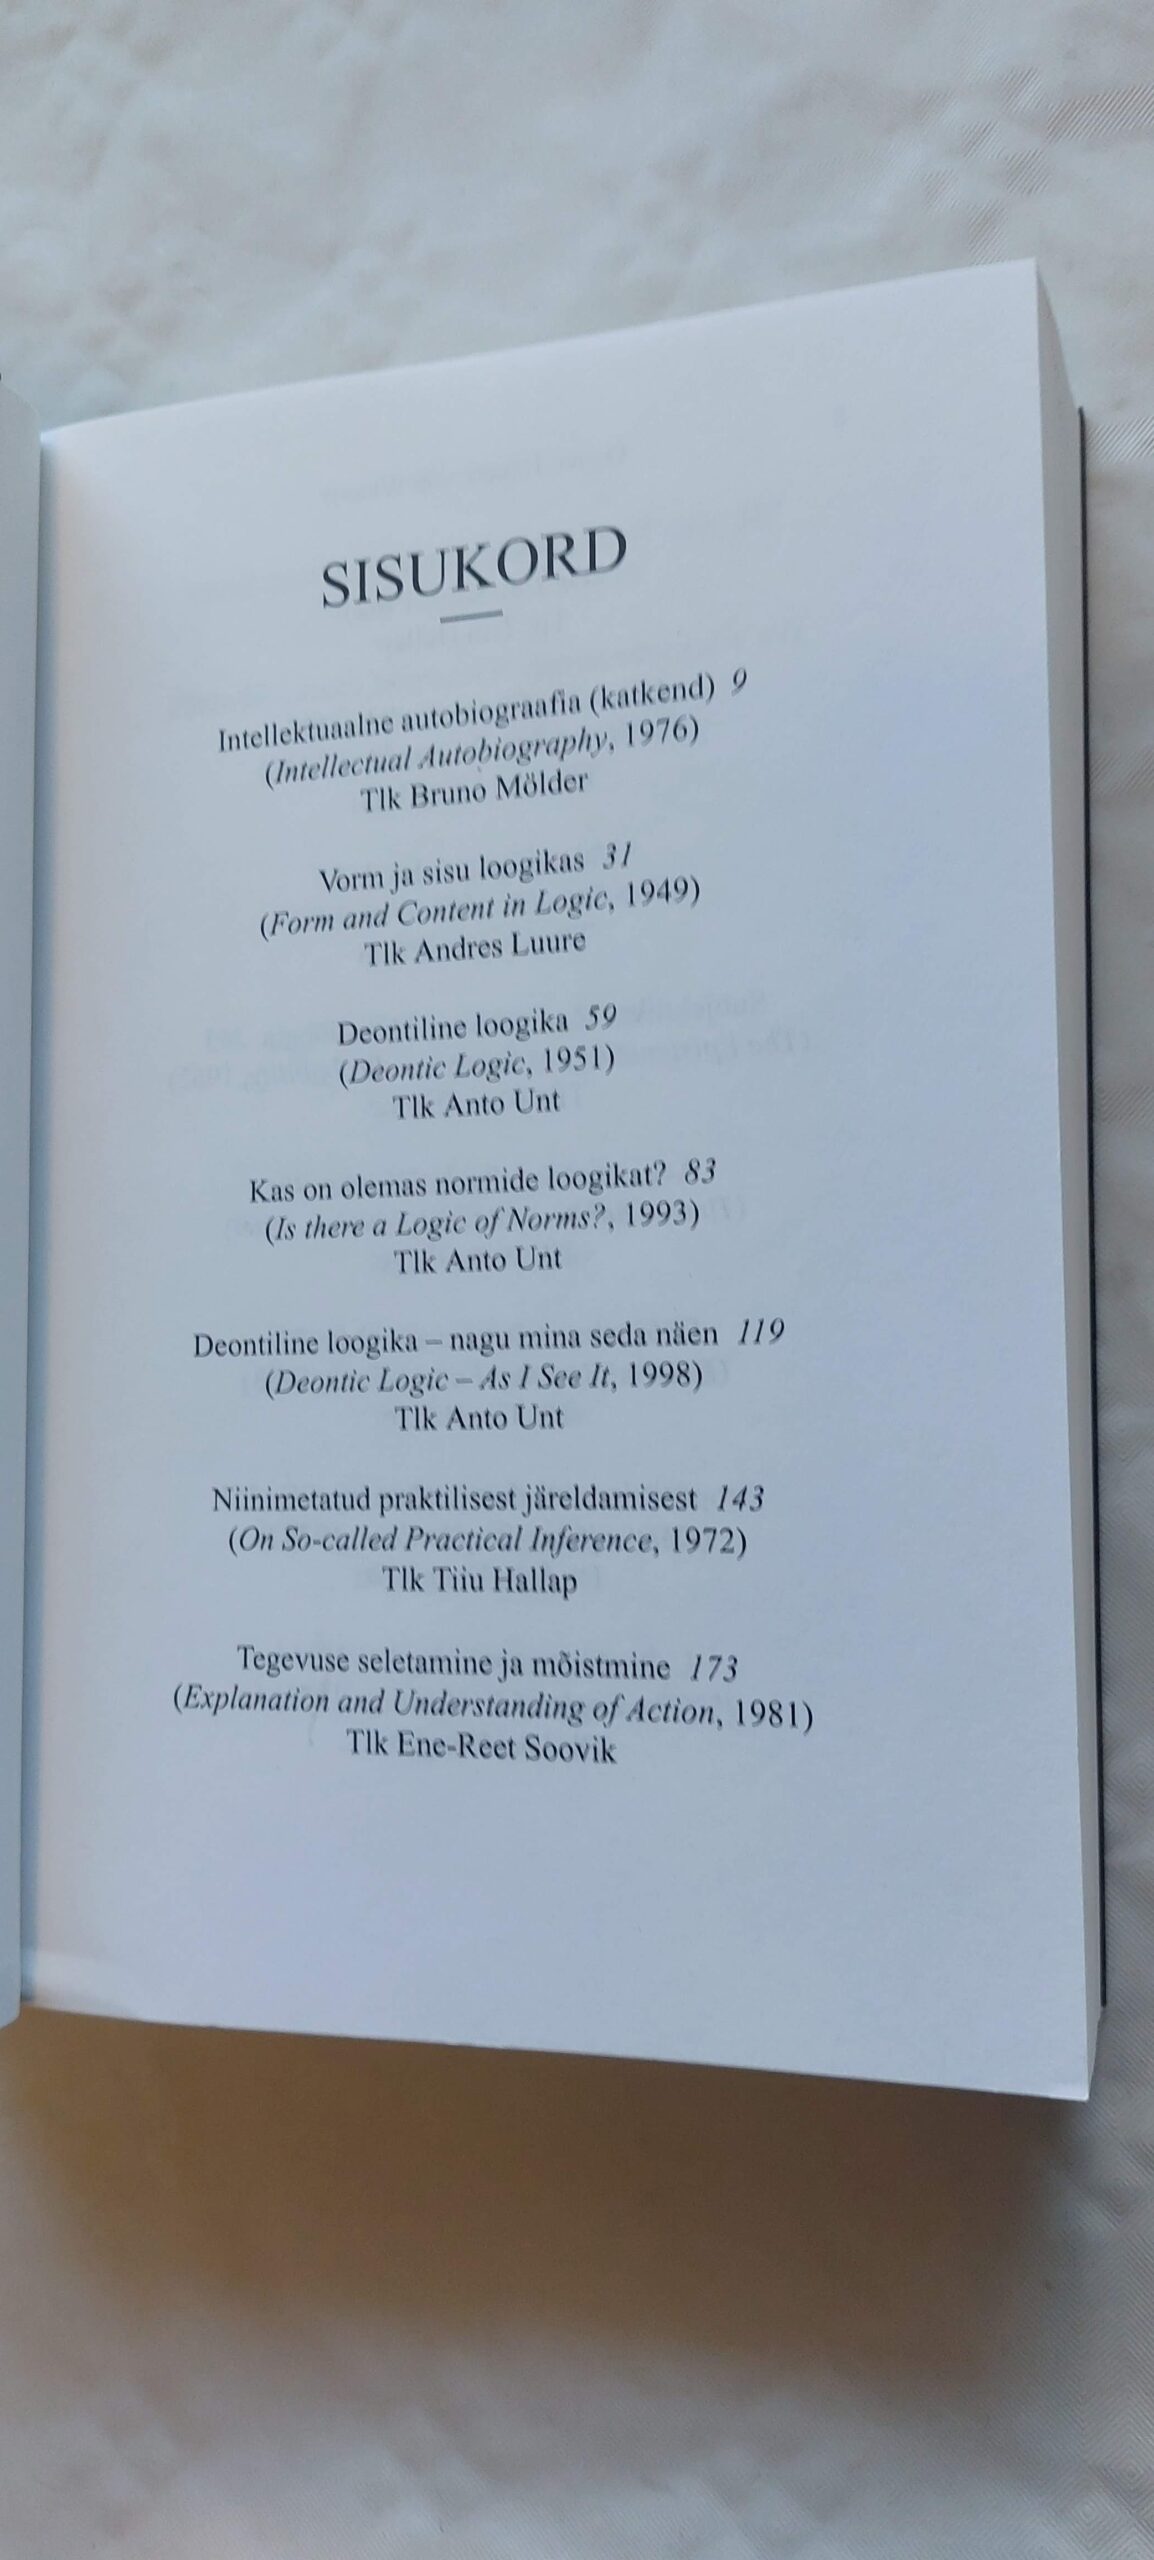 SISUKORD
Intellektuaalne autobiograafia (katkend) 9
(Intellectual Autobiography, 1976)
Tlk Bruno Mölder
Vorm ja sisu loogikas 31
(Form and Content in Logic, 1949)
Tlk Andres Luure
Deontiline loogika 59
(Deontic Logic, 1951)
Tlk Anto Unt
Kas on olemas normide loogikat? 83
(Is there a Logic of Norms?, 1993)
Tlk Anto Unt
Deontiline loogika – nagu mina seda näen 119
(Deontic Logic – As I See It, 1998)
Tlk Anto Unt
Niinimetatud praktilisest järeldamisest 143
(On So-called Practical Inference, 1972)
Tlk Tiiu Hallap
Tegevuse seletamine ja mõistmine 173
(Explanation and Understanding of Action, 1981)
Tlk Ene-Reet Soovik